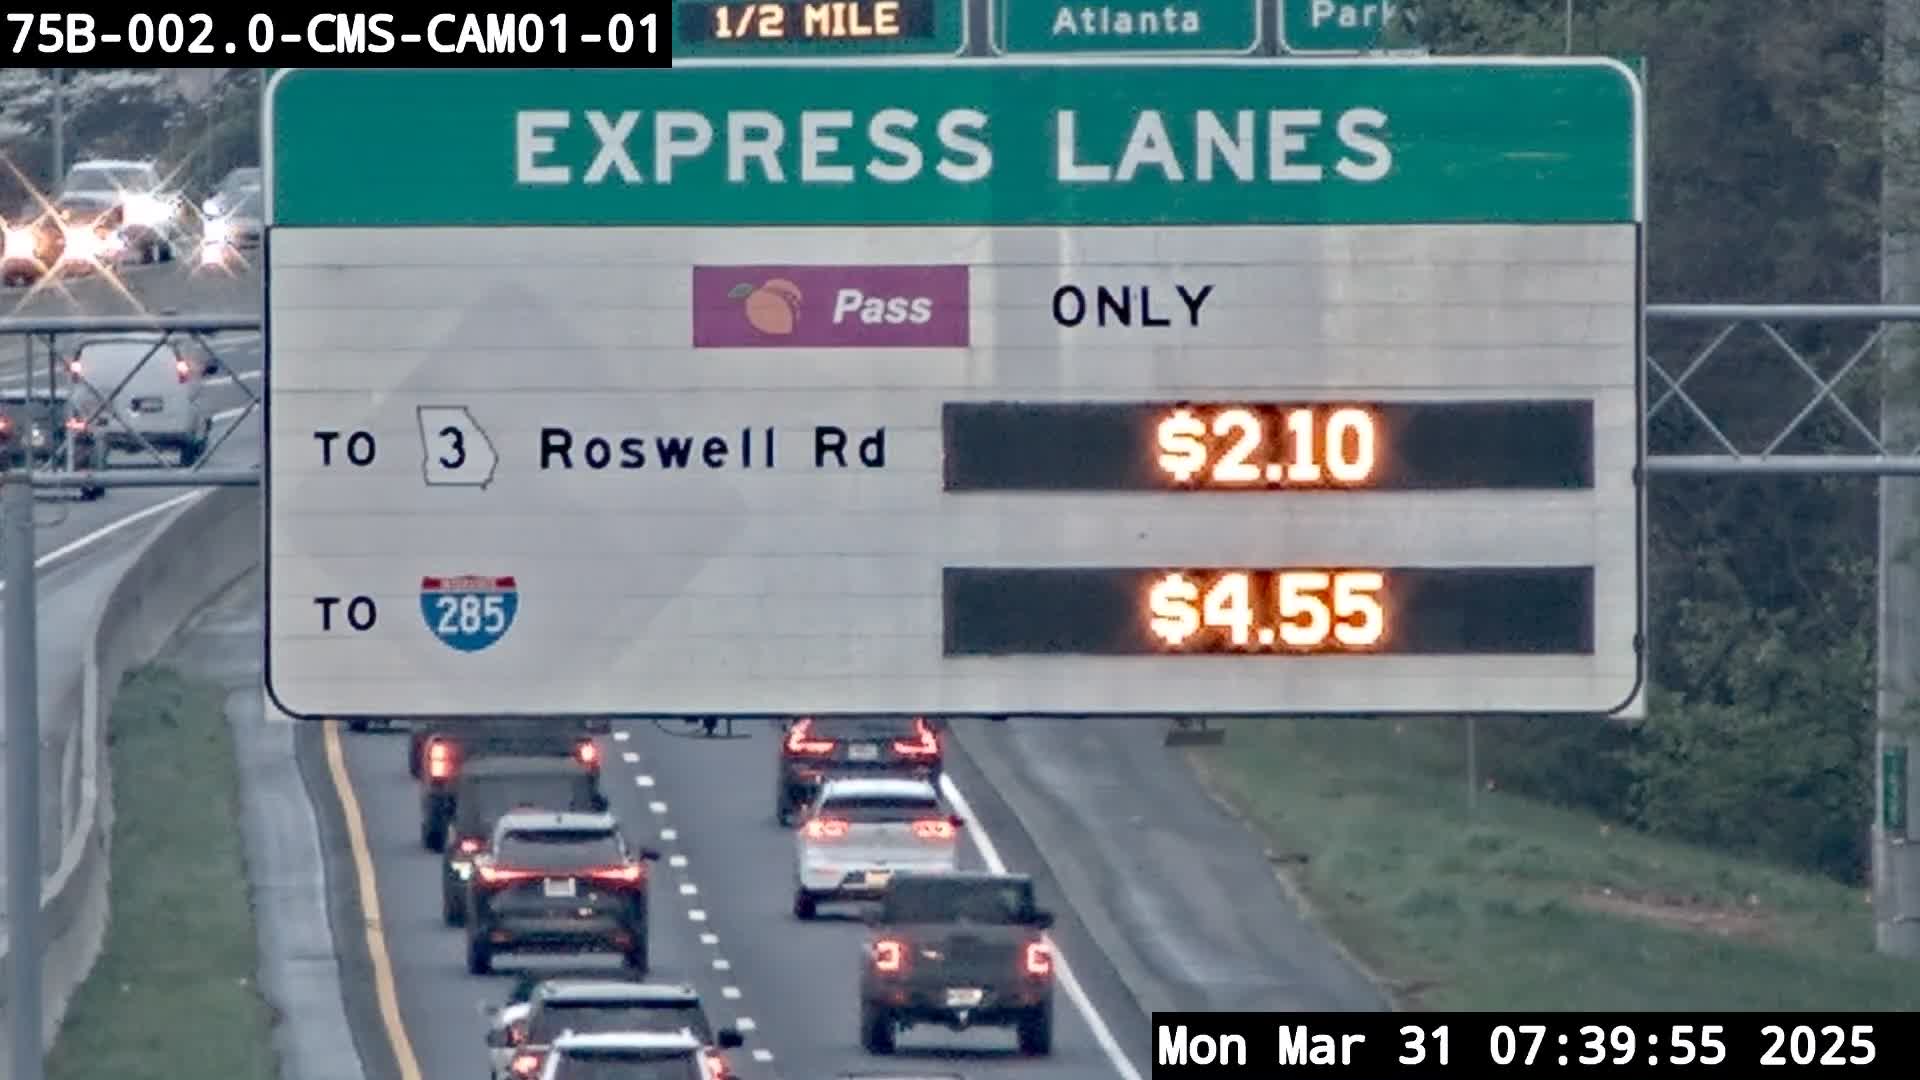 75B-002.0-CMS-CAM01-01
1/2 MILE
Atlanta
EXPRESS LANES
Pass ONLY
TO 3 Roswell Rd $2.10
TO 285 $4.55
Mon Mar 31 07:39:55 2025